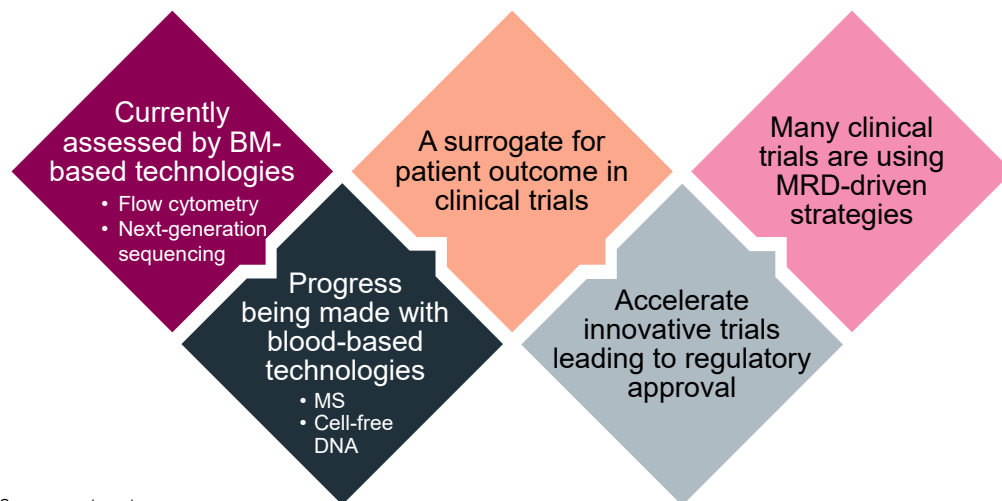 Currently
assessed by BM-
based technologies
• Flow cytometry
• Next-generation
sequencing
Progress
being made with
blood-based
technologies
• MS
• Cell-free
DNA
A surrogate for
patient outcome in
clinical trials
Accelerate
innovative trials
leading to regulatory
approval
Many clinical
trials are using
MRD-driven
strategies